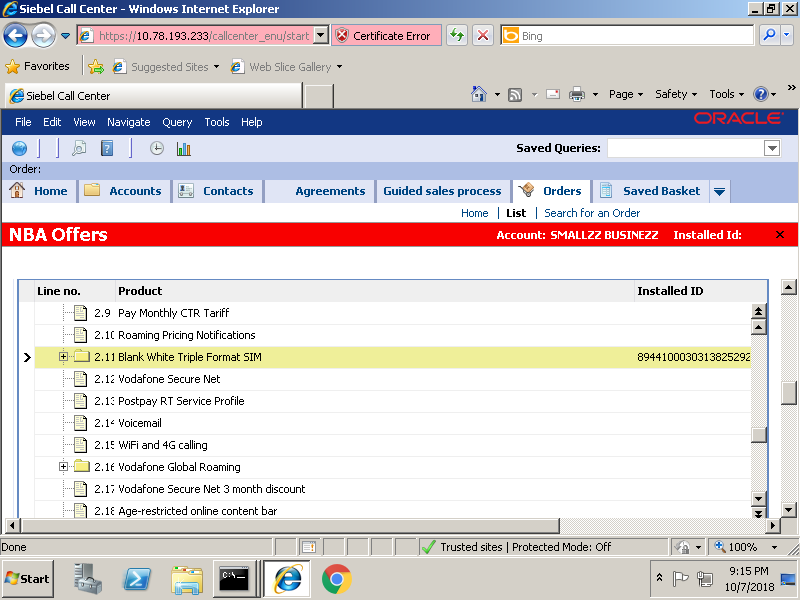 Siebel Call Center - Windows Internet Explorer
https://10.78.193.233/callcenter_enu/start
Certificate Error
Bing
Favorites
Suggested Sites
Web Slice Gallery
Siebel Call Center
Page
Safety
Tools
»
File Edit View Navigate Query Tools Help
ORACLE
Saved Queries:
Order:
Home
Accounts
Contacts
Agreements
Guided sales process
Orders
Saved Basket
Home | List | Search for an Order
NBA Offers
Account: SMALLZZ BUSINEZZ Installed Id:
Line no. Product Installed ID
2.9 Pay Monthly CTR Tariff
2.10 Roaming Pricing Notifications
2.11 Blank White Triple Format SIM 8944100030313825292
2.12 Vodafone Secure Net
2.13 Postpay RT Service Profile
2.14 Voicemail
2.15 WiFi and 4G calling
2.16 Vodafone Global Roaming
2.17 Vodafone Secure Net 3 month discount
2.18 Age-restricted online content bar
Done
Trusted sites | Protected Mode: Off
100%
Start
9:15 PM
10/7/2018